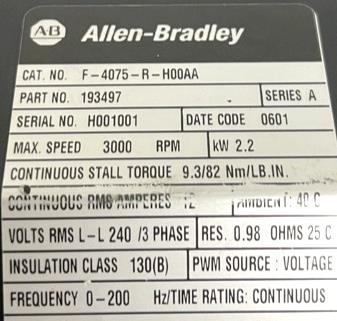 AB Allen-Bradley
CAT. NO. F-4075-R-H00AA
PART NO. 193497 SERIES A
SERIAL NO. H001001 DATE CODE 0601
MAX. SPEED 3000 RPM kW 2.2
CONTINUOUS STALL TORQUE 9.3/82 Nm/LB.IN.
CONTINUOUS RMS AMPERES 12 AMBIENT: 40 C
VOLTS RMS L-L 240 /3 PHASE RES. 0.98 OHMS 25 C
INSULATION CLASS 130(B) PWM SOURCE : VOLTAGE
FREQUENCY 0-200 Hz/TIME RATING: CONTINUOUS